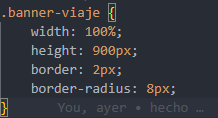 .banner-viaje {
    width: 100%;
    height: 900px;
    border: 2px;
    border-radius: 8px;
}       You, ayer • hecho …